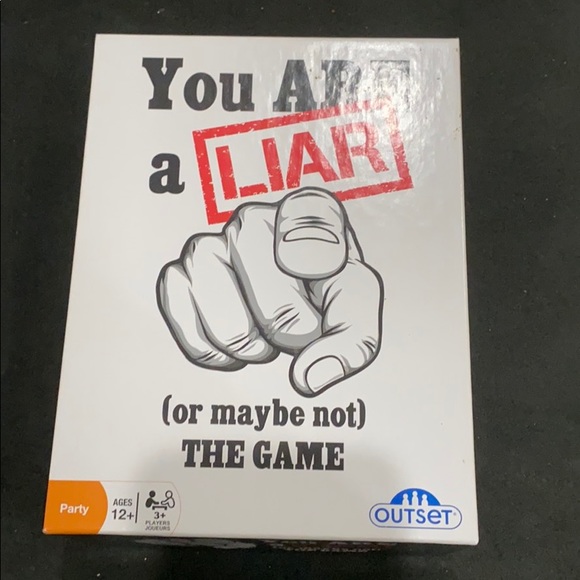 You ARE
a LIAR
(or maybe not)
THE GAME
Party
AGES
12+
3+
PLAYERS
JOUEURS
OUTSET